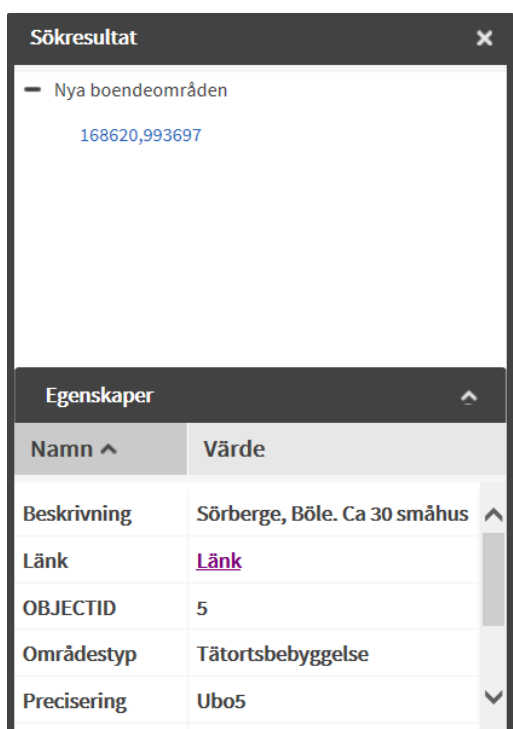 Sökresultat
Nya boendeområden
168620,993697
Egenskaper
Namn Värde
Beskrivning Sörberge, Böle. Ca 30 småhus
Länk Länk
OBJECTID 5
Områdestyp Tätortsbebyggelse
Precisering Ubo5